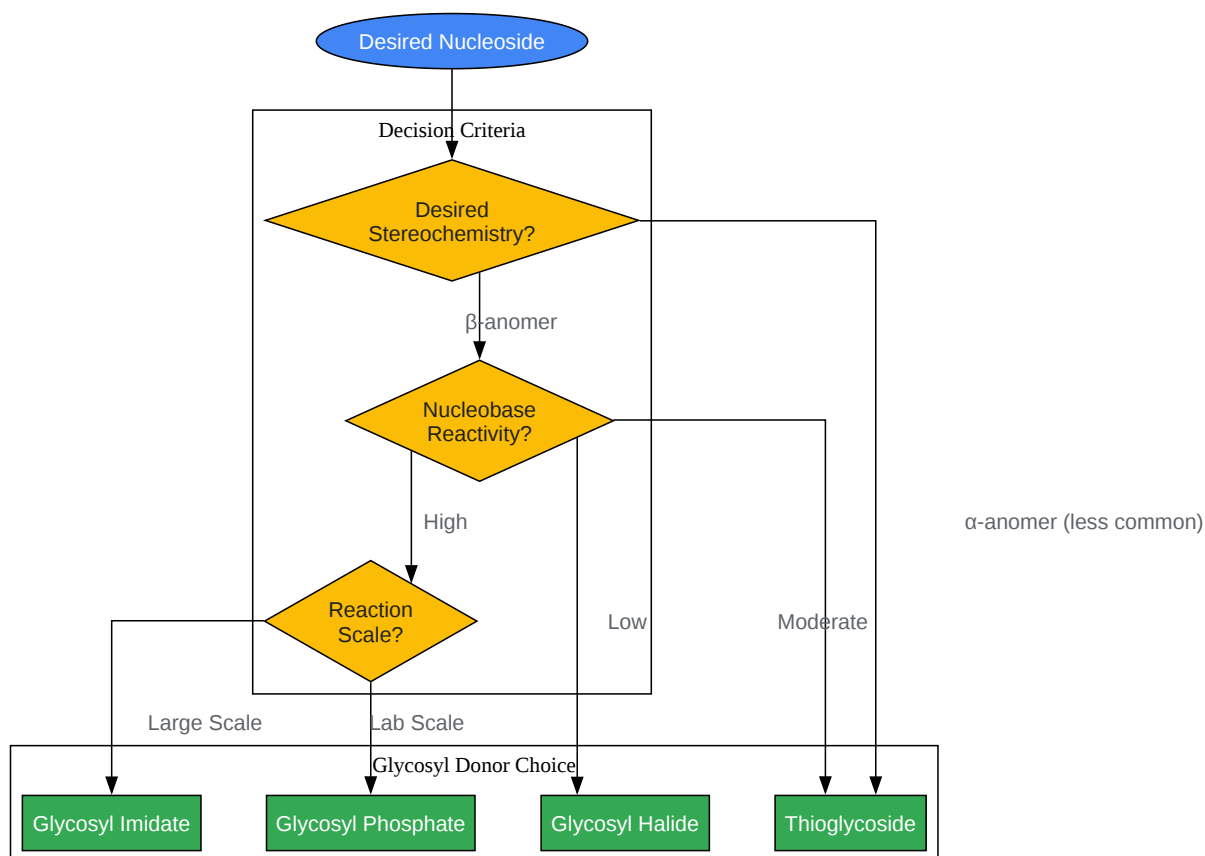 Desired Nucleoside
Decision Criteria
Desired
Stereochemistry?
β-anomer
Nucleobase
Reactivity?
High
α-anomer (less common)
Reaction
Scale?
Low
Moderate
Large Scale
Lab Scale
Glycosyl Donor Choice
Glycosyl Imidate
Glycosyl Phosphate
Glycosyl Halide
Thioglycoside